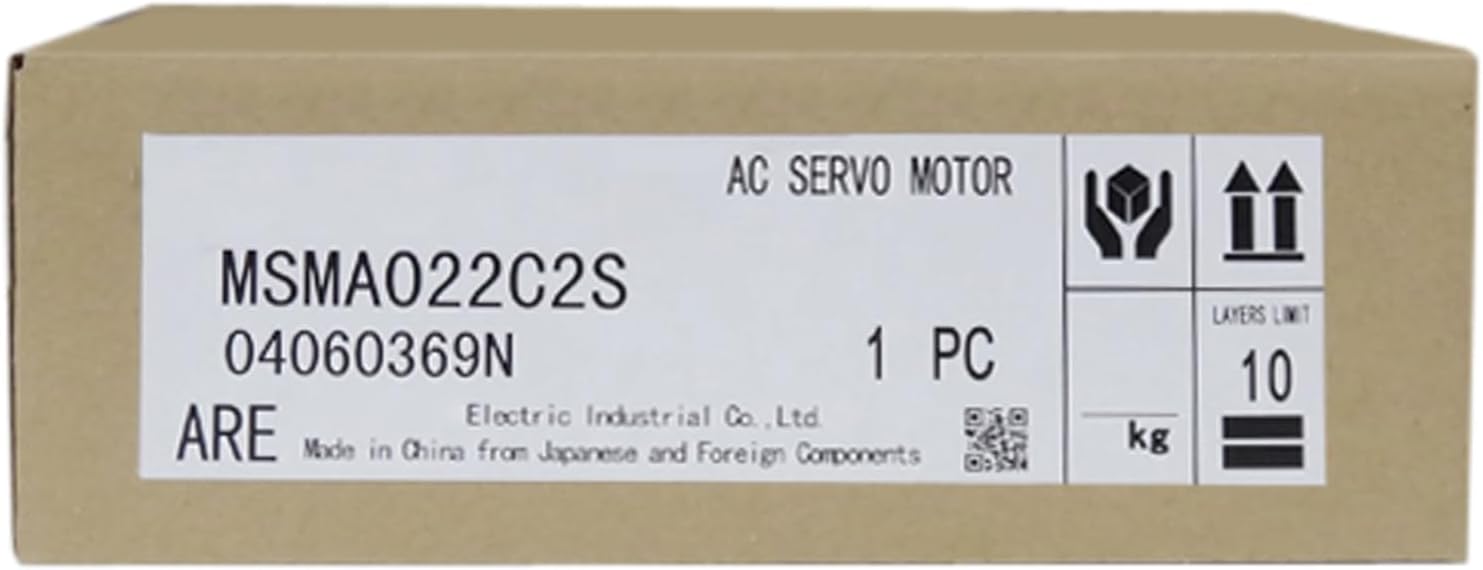 AC SERVO MOTOR
MSMA022C2S
04060369N
1 PC
ARE
Electric Industrial Co.,Ltd.
Made in China from Japanese and Foreign Components
kg
LAYERS LIMIT
10